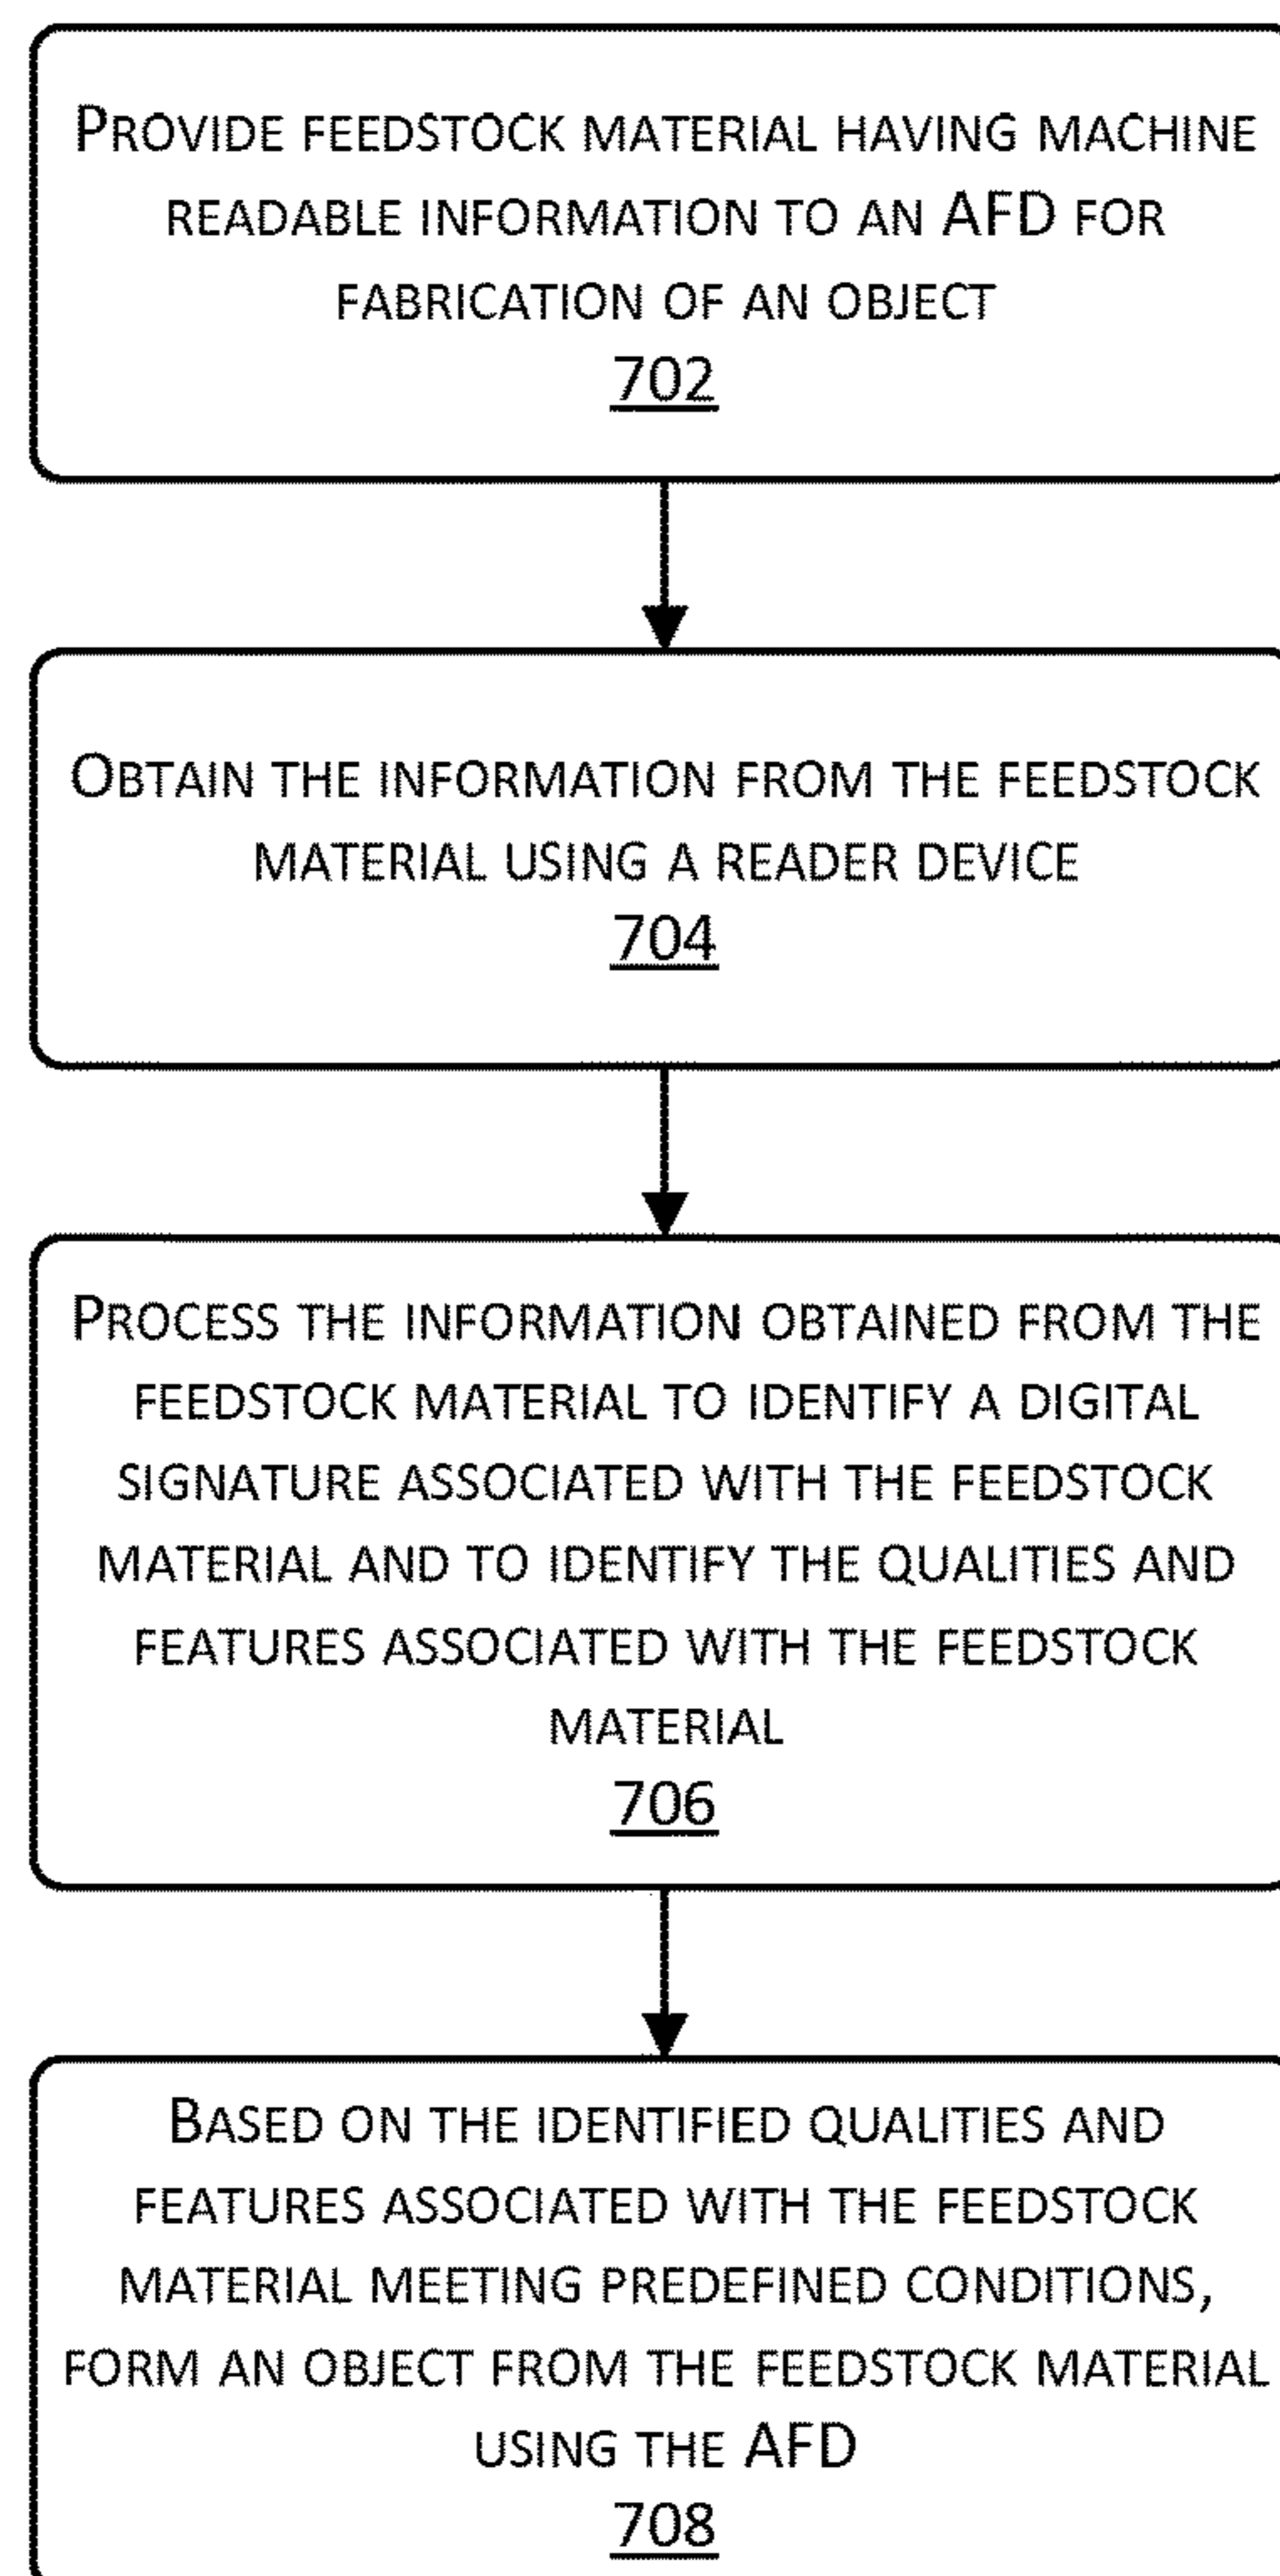 PROVIDE FEEDSTOCK MATERIAL HAVING MACHINE
READABLE INFORMATION TO AN AFD FOR
FABRICATION OF AN OBJECT
702
OBTAIN THE INFORMATION FROM THE FEEDSTOCK
MATERIAL USING A READER DEVICE
704
PROCESS THE INFORMATION OBTAINED FROM THE
FEEDSTOCK MATERIAL TO IDENTIFY A DIGITAL
SIGNATURE ASSOCIATED WITH THE FEEDSTOCK
MATERIAL AND TO IDENTIFY THE QUALITIES AND
FEATURES ASSOCIATED WITH THE FEEDSTOCK
MATERIAL
706
BASED ON THE IDENTIFIED QUALITIES AND
FEATURES ASSOCIATED WITH THE FEEDSTOCK
MATERIAL MEETING PREDEFINED CONDITIONS,
FORM AN OBJECT FROM THE FEEDSTOCK MATERIAL
USING THE AFD
708